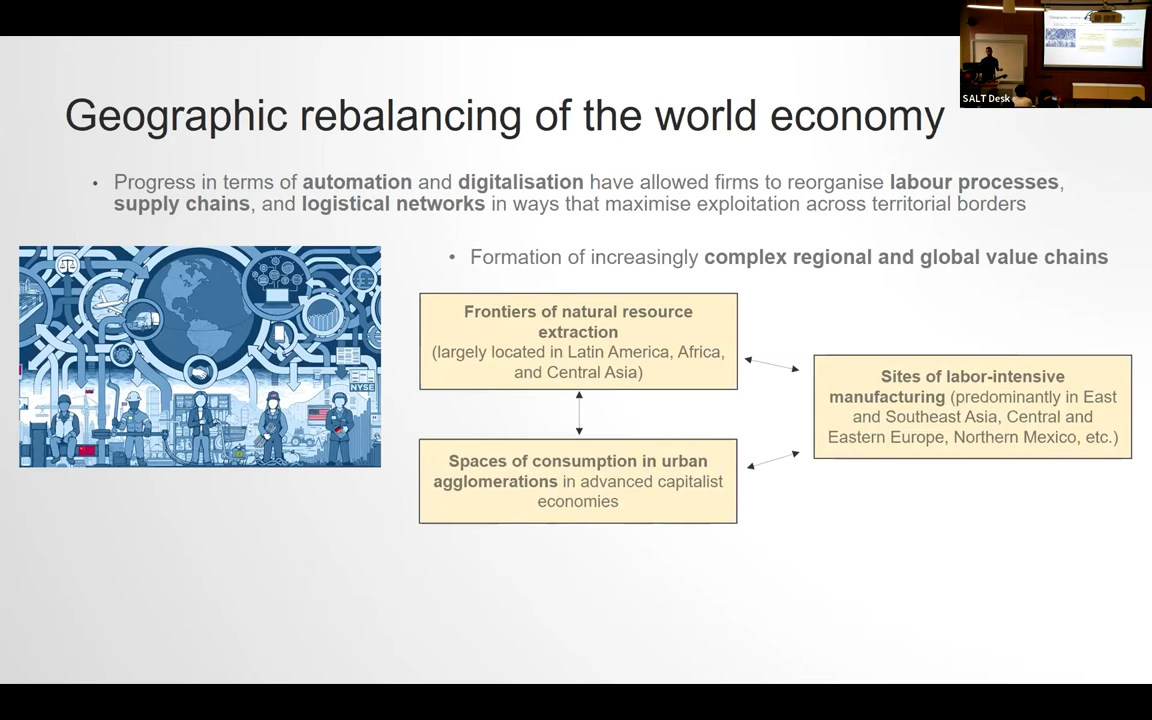 SALT Desk
Geographic rebalancing of the world economy
• Progress in terms of automation and digitalisation have allowed firms to reorganise labour processes,
supply chains, and logistical networks in ways that maximise exploitation across territorial borders
• Formation of increasingly complex regional and global value chains
Frontiers of natural resource
extraction
(largely located in Latin America, Africa,
and Central Asia)
Sites of labor-intensive
manufacturing (predominantly in East
and Southeast Asia, Central and
Eastern Europe, Northern Mexico, etc.)
NYSE
Spaces of consumption in urban
agglomerations in advanced capitalist
economies